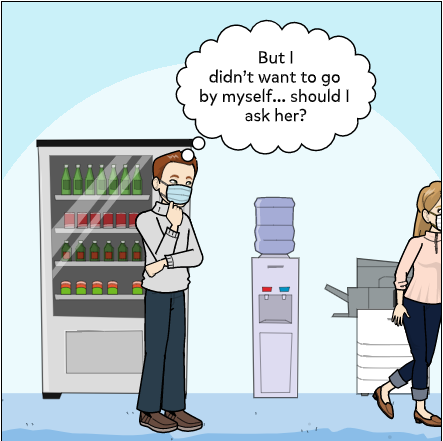 But I
didn't want to go
by myself... should I
ask her?